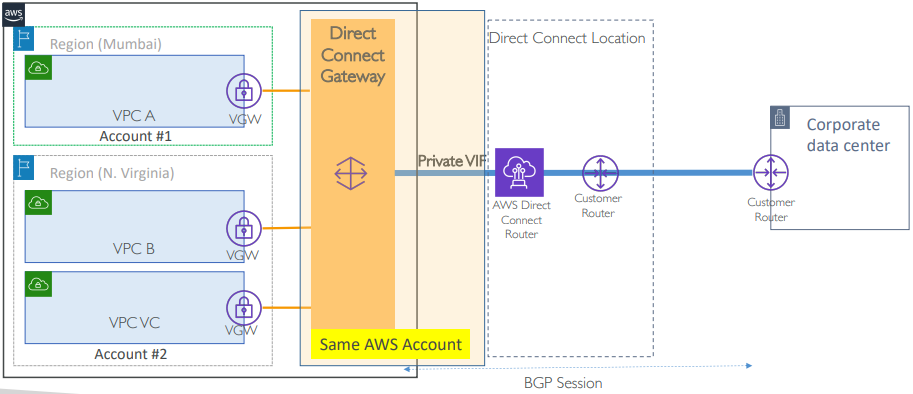 aws
Region (Mumbai)
VPC A
VGW
Account #1
Region (N. Virginia)
VPC B
VGW
VPC VC
VGW
Account #2
Direct
Connect
Gateway
Same AWS Account
Private VIF
Direct Connect Location
AWS Direct
Connect
Router
Customer
Router
Corporate
data center
Customer
Router
BGP Session